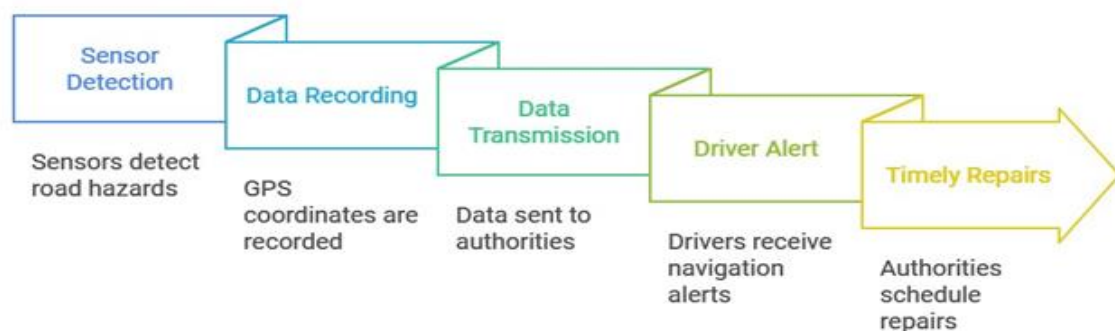 Sensor
Detection
Sensors detect
road hazards
Data Recording
GPS
coordinates are
recorded
Data
Transmission
Data sent to
authorities
Driver Alert
Drivers receive
navigation
alerts
Timely Repairs
Authorities
schedule
repairs